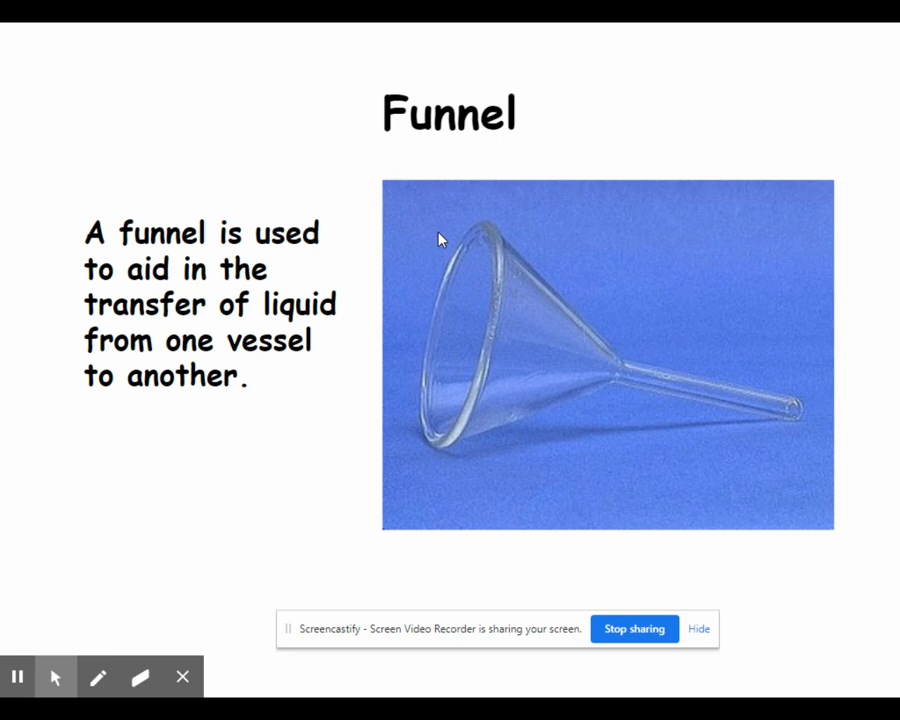 Funnel
A funnel is used
to aid in the
transfer of liquid
from one vessel
to another.
Screencastify - Screen Video Recorder is sharing your screen. Stop sharing Hide